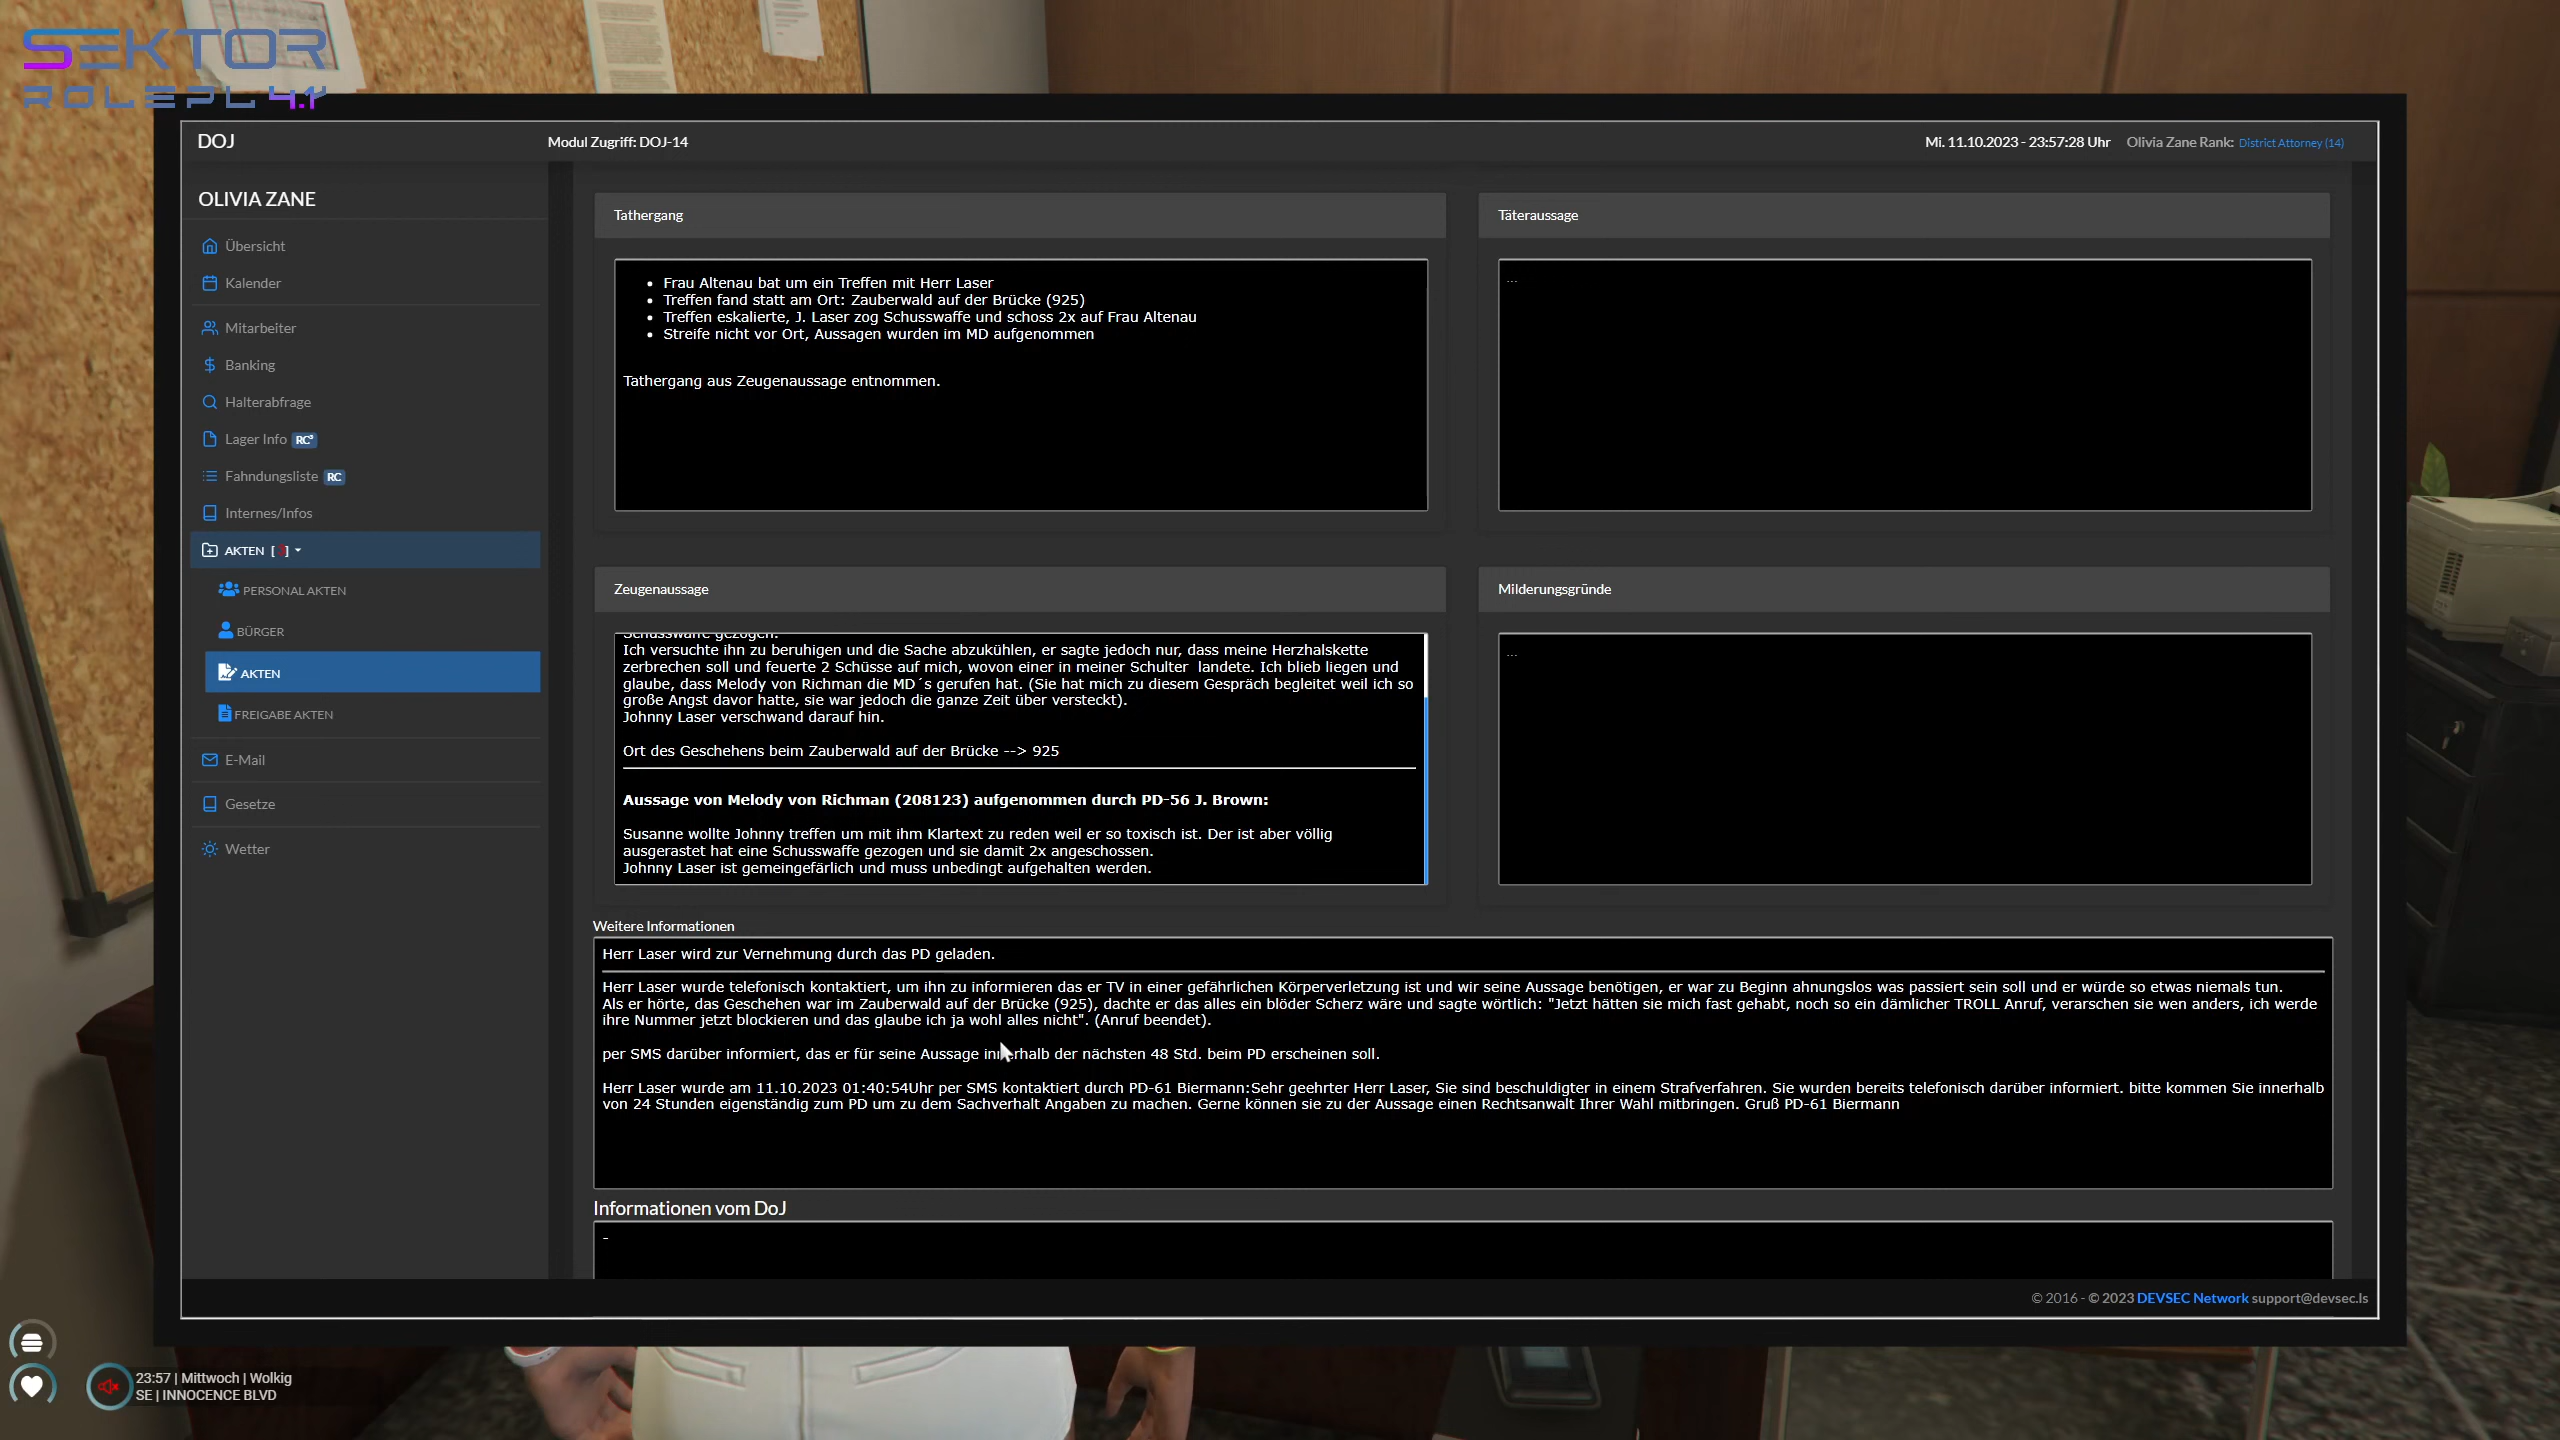 SEKTOR
ROLEPL 4.1
DOJ
Modul Zugriff: DOJ-14
Mi. 11.10.2023 - 23:57:28 Uhr
Olivia Zane Rank: District Attorney (14)
OLIVIA ZANE
Übersicht
Kalender
Mitarbeiter
Banking
Halterabfrage
Lager Info RC³
Fahndungsliste RC
Internes/Infos
AKTEN [ ]
PERSONAL AKTEN
BÜRGER
AKTEN
FREIGABE AKTEN
E-Mail
Gesetze
Wetter
Tathergang
• Frau Altenau bat um ein Treffen mit Herr Laser
• Treffen fand statt am Ort: Zauberwald auf der Brücke (925)
• Treffen eskalierte, J. Laser zog Schusswaffe und schoss 2x auf Frau Altenau
• Streife nicht vor Ort, Aussagen wurden im MD aufgenommen
Tathergang aus Zeugenaussage entnommen.
Täteraussage
...
Zeugenaussage
Schusswaffe gezogen.
Ich versuchte ihn zu beruhigen und die Sache abzukühlen, er sagte jedoch nur, dass meine Herzhalskette
zerbrechen soll und feuerte 2 Schüsse auf mich, wovon einer in meiner Schulter landete. Ich blieb liegen und
glaube, dass Melody von Richman die MD´s gerufen hat. (Sie hat mich zu diesem Gespräch begleitet weil ich so
große Angst davor hatte, sie war jedoch die ganze Zeit über versteckt).
Johnny Laser verschwand darauf hin.
Ort des Geschehens beim Zauberwald auf der Brücke --> 925
Aussage von Melody von Richman (208123) aufgenommen durch PD-56 J. Brown:
Susanne wollte Johnny treffen um mit ihm Klartext zu reden weil er so toxisch ist. Der ist aber völlig
ausgerastet hat eine Schusswaffe gezogen und sie damit 2x angeschossen.
Johnny Laser ist gemeingefärlich und muss unbedingt aufgehalten werden.
Milderungsgründe
...
Weitere Informationen
Herr Laser wird zur Vernehmung durch das PD geladen.
Herr Laser wurde telefonisch kontaktiert, um ihn zu informieren das er TV in einer gefährlichen Körperverletzung ist und wir seine Aussage benötigen, er war zu Beginn ahnungslos was passiert sein soll und er würde so etwas niemals tun.
Als er hörte, das Geschehen war im Zauberwald auf der Brücke (925), dachte er das alles ein blöder Scherz wäre und sagte wörtlich: "Jetzt hätten sie mich fast gehabt, noch so ein dämlicher TROLL Anruf, verarschen sie wen anders, ich werde
ihre Nummer jetzt blockieren und das glaube ich ja wohl alles nicht". (Anruf beendet).
per SMS darüber informiert, das er für seine Aussage innerhalb der nächsten 48 Std. beim PD erscheinen soll.
Herr Laser wurde am 11.10.2023 01:40:54Uhr per SMS kontaktiert durch PD-61 Biermann:Sehr geehrter Herr Laser, Sie sind beschuldigter in einem Strafverfahren. Sie wurden bereits telefonisch darüber informiert. bitte kommen Sie innerhalb
von 24 Stunden eigenständig zum PD um zu dem Sachverhalt Angaben zu machen. Gerne können sie zu der Aussage einen Rechtsanwalt Ihrer Wahl mitbringen. Gruß PD-61 Biermann
Informationen vom DoJ
-
© 2016 - © 2023 DEVSEC Network support@devsec.ls
23:57 | Mittwoch | Wolkig
SE | INNOCENCE BLVD